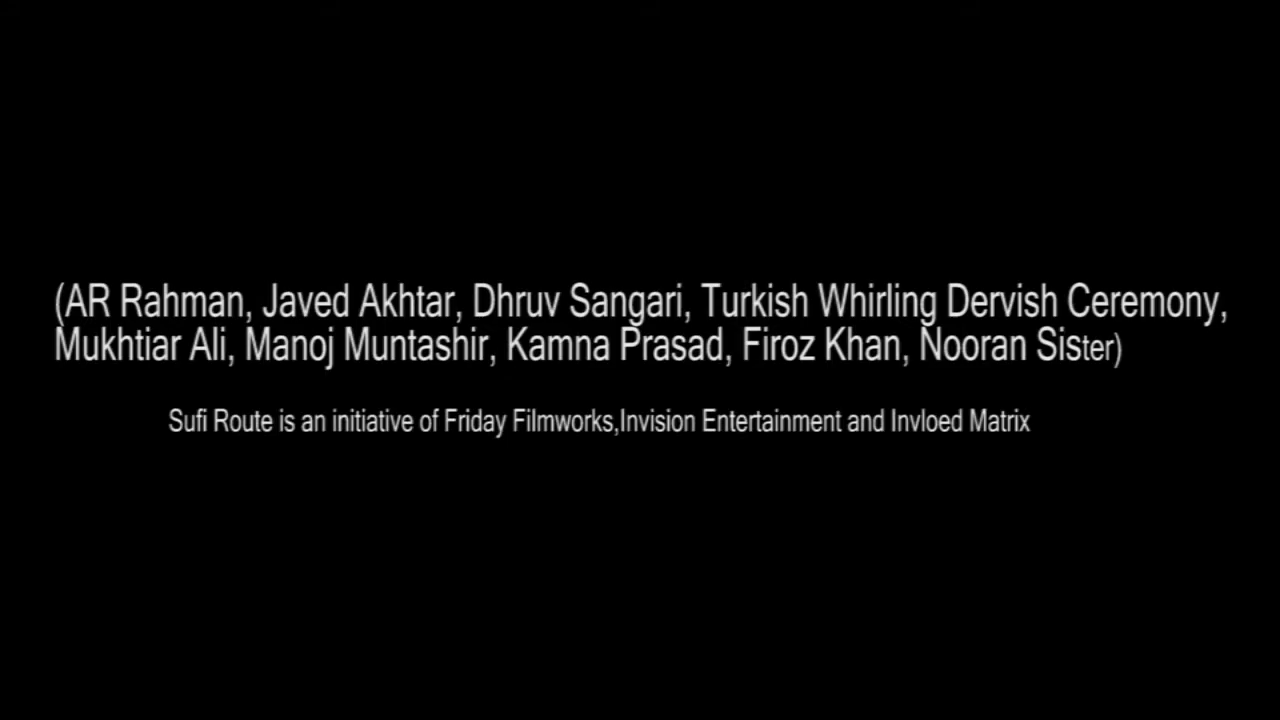 (AR Rahman, Javed Akhtar, Dhruv Sangari, Turkish Whirling Dervish Ceremony,
Mukhtiar Ali, Manoj Muntashir, Kamna Prasad, Firoz Khan, Nooran Sister)
Sufi Route is an initiative of Friday Filmworks,Invision Entertainment and Invloed Matrix